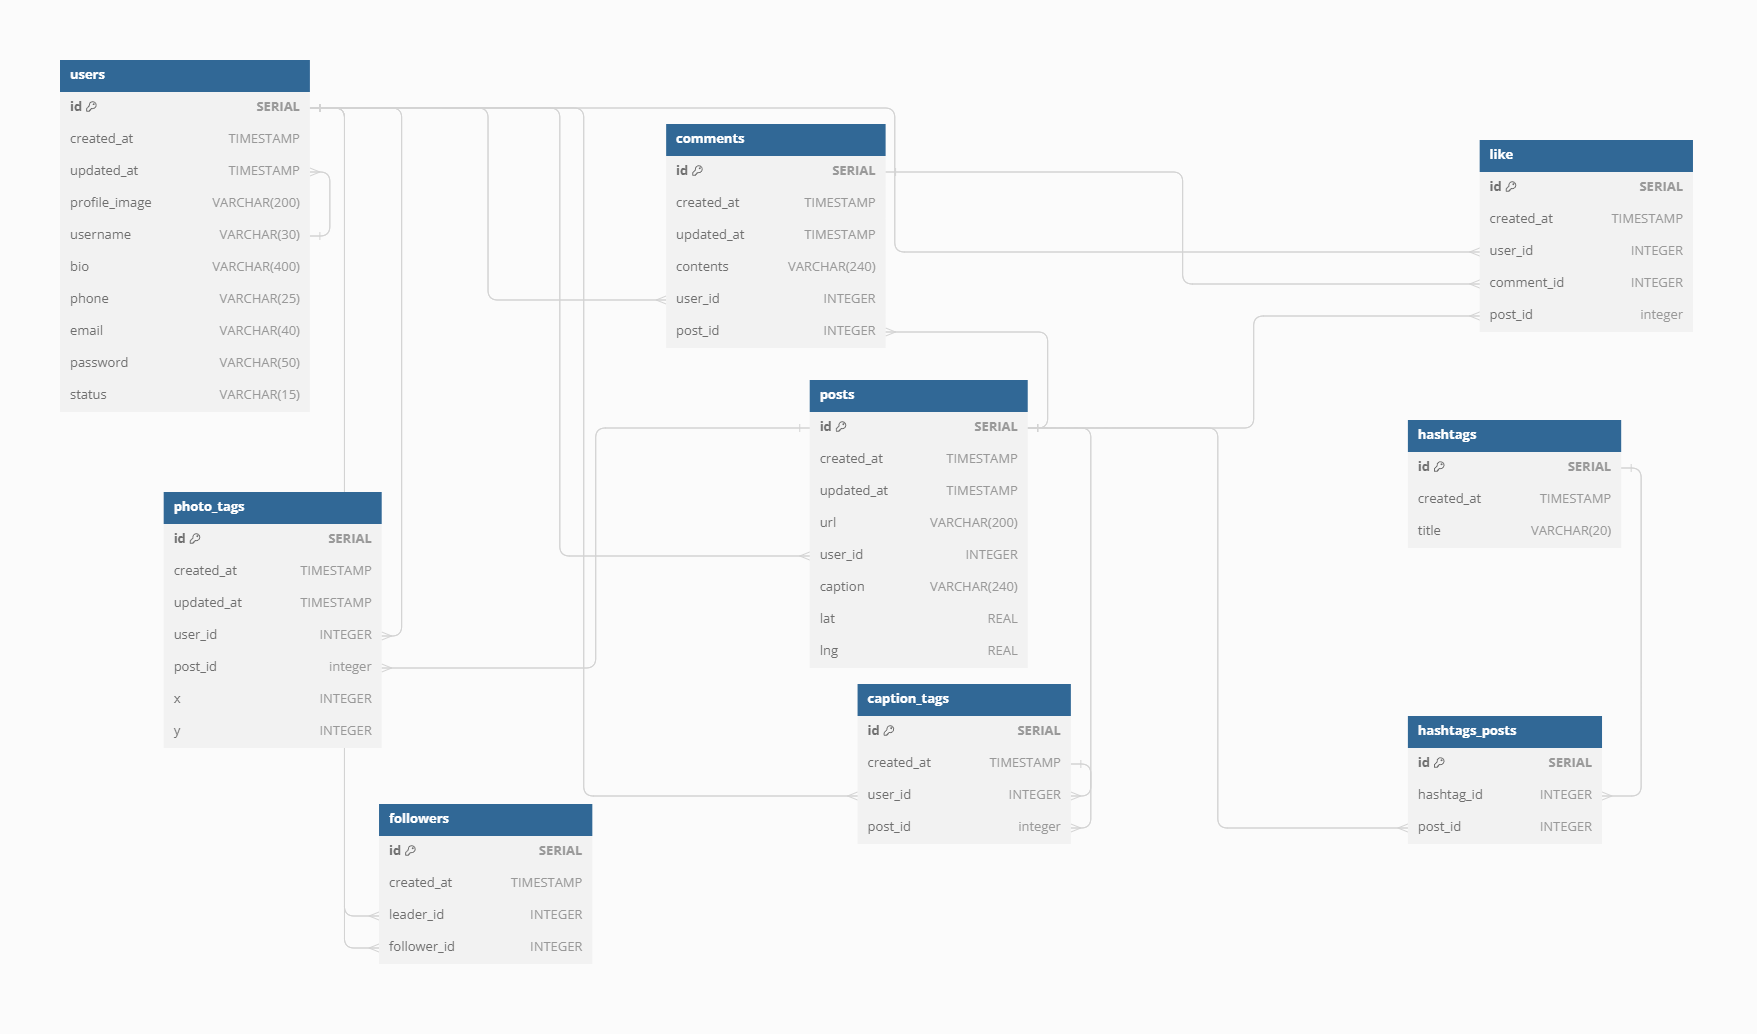 users
id SERIAL
created_at TIMESTAMP
updated_at TIMESTAMP
profile_image VARCHAR(200)
username VARCHAR(30)
bio VARCHAR(400)
phone VARCHAR(25)
email VARCHAR(40)
password VARCHAR(50)
status VARCHAR(15)
comments
id SERIAL
created_at TIMESTAMP
updated_at TIMESTAMP
contents VARCHAR(240)
user_id INTEGER
post_id INTEGER
like
id SERIAL
created_at TIMESTAMP
user_id INTEGER
comment_id INTEGER
post_id integer
posts
id SERIAL
created_at TIMESTAMP
updated_at TIMESTAMP
url VARCHAR(200)
user_id INTEGER
caption VARCHAR(240)
lat REAL
lng REAL
hashtags
id SERIAL
created_at TIMESTAMP
title VARCHAR(20)
photo_tags
id SERIAL
created_at TIMESTAMP
updated_at TIMESTAMP
user_id INTEGER
post_id integer
x INTEGER
y INTEGER
caption_tags
id SERIAL
created_at TIMESTAMP
user_id INTEGER
post_id integer
hashtags_posts
id SERIAL
hashtag_id INTEGER
post_id INTEGER
followers
id SERIAL
created_at TIMESTAMP
leader_id INTEGER
follower_id INTEGER